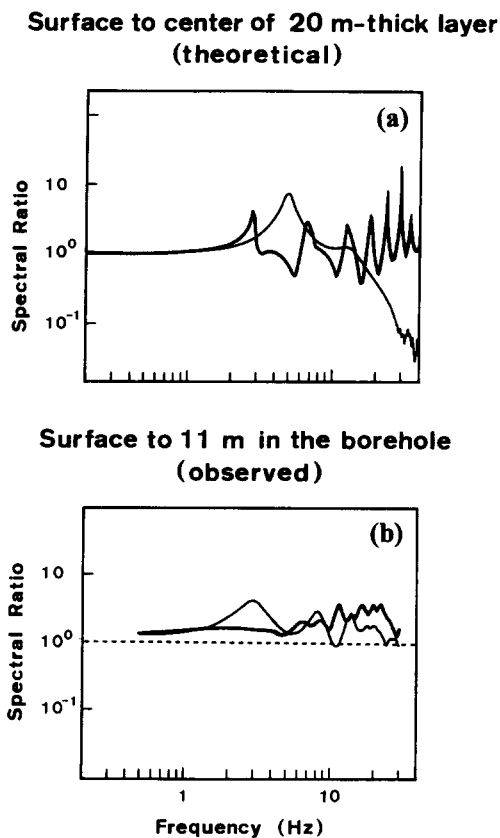 Surface to center of 20 m-thick layer
(theoretical)
(a)
Spectral Ratio
10
10⁰
10⁻¹
Surface to 11 m in the borehole
(observed)
(b)
Spectral Ratio
10
10⁰
10⁻¹
1
10
Frequency (Hz)